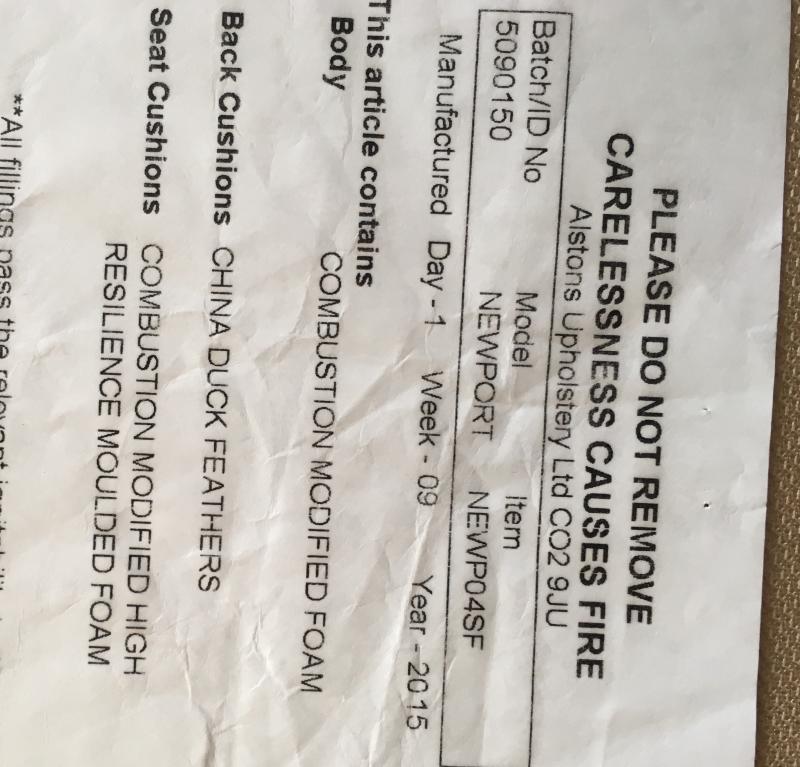 PLEASE DO NOT REMOVE
CARELESSNESS CAUSES FIRE
Alstons Upholstery Ltd CO2 9JU
Batch/ID No Model Item
5090150 NEWPORT NEWP04SF
Manufactured Day -1 Week - 09 Year - 2015
This article contains
Body COMBUSTION MODIFIED FOAM
Back Cushions CHINA DUCK FEATHERS
Seat Cushions COMBUSTION MODIFIED HIGH
RESILIENCE MOULDED FOAM
**All fillings pass the relevant